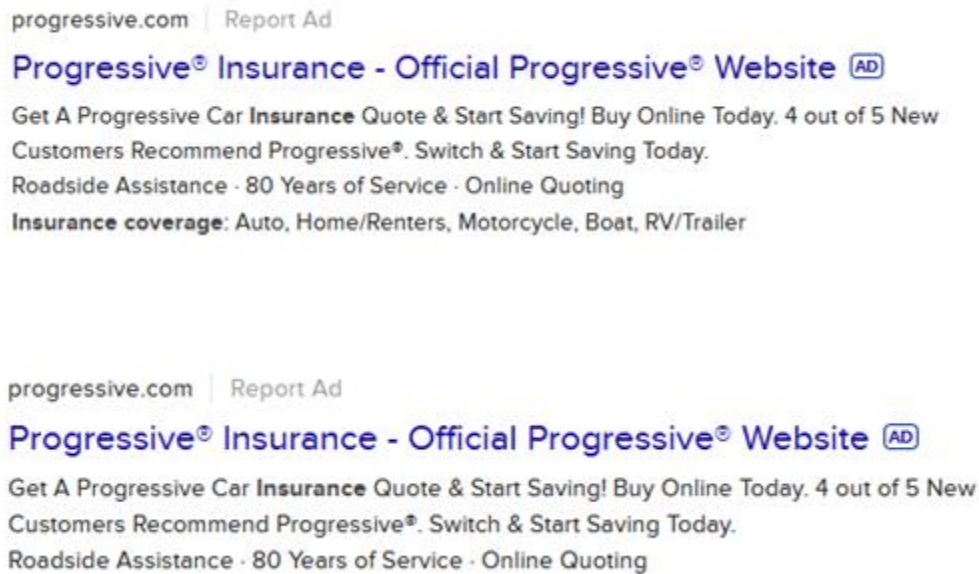 progressive.com | Report Ad
Progressive® Insurance - Official Progressive® Website AD
Get A Progressive Car Insurance Quote & Start Saving! Buy Online Today. 4 out of 5 New
Customers Recommend Progressive®. Switch & Start Saving Today.
Roadside Assistance · 80 Years of Service · Online Quoting
Insurance coverage: Auto, Home/Renters, Motorcycle, Boat, RV/Trailer
progressive.com | Report Ad
Progressive® Insurance - Official Progressive® Website AD
Get A Progressive Car Insurance Quote & Start Saving! Buy Online Today. 4 out of 5 New
Customers Recommend Progressive®. Switch & Start Saving Today.
Roadside Assistance · 80 Years of Service · Online Quoting